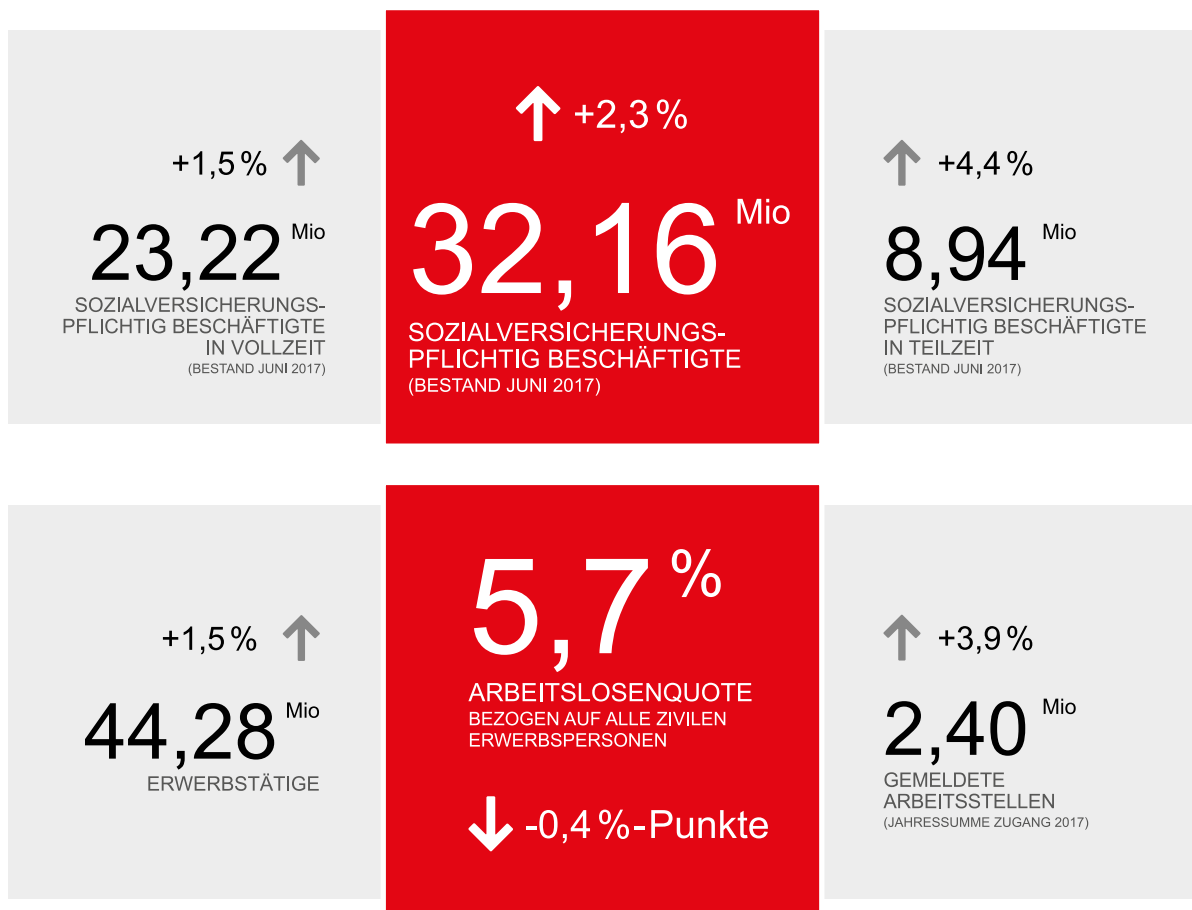 +1,5 %
23,22 Mio
SOZIALVERSICHERUNGS-
PFLICHTIG BESCHÄFTIGTE
IN VOLLZEIT
(BESTAND JUNI 2017)
+2,3 %
32,16 Mio
SOZIALVERSICHERUNGS-
PFLICHTIG BESCHÄFTIGTE
(BESTAND JUNI 2017)
+4,4 %
8,94 Mio
SOZIALVERSICHERUNGS-
PFLICHTIG BESCHÄFTIGTE
IN TEILZEIT
(BESTAND JUNI 2017)
+1,5 %
44,28 Mio
ERWERBSTÄTIGE
5,7 %
ARBEITSLOSENQUOTE
BEZOGEN AUF ALLE ZIVILEN
ERWERBSPERSONEN
-0,4 %-Punkte
+3,9 %
2,40 Mio
GEMELDETE
ARBEITSSTELLEN
(JAHRESSUMME ZUGANG 2017)